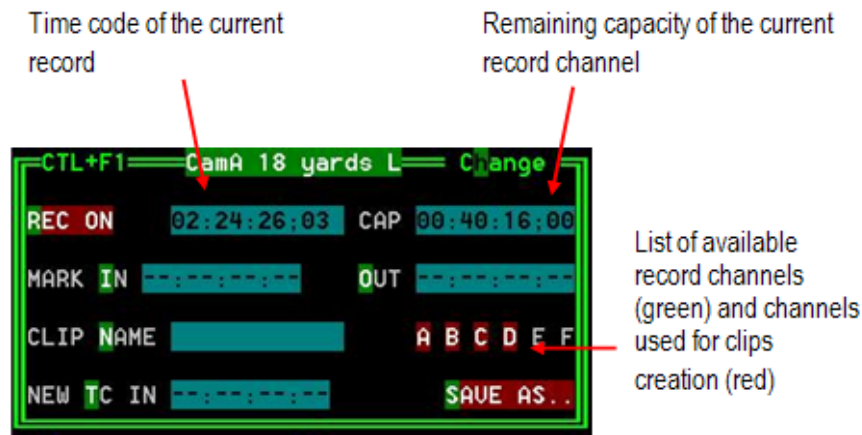 Time code of the current
record
Remaining capacity of the current
record channel
CTL+F1 CamA 18 yards L Change
REC ON 02:24:26;03 CAP 00:40:16;00
MARK IN --:--:--:-- OUT --:--:--:--
CLIP NAME A B C D E F
NEW TC IN --:--:--:-- SAVE AS..
List of available
record channels
(green) and channels
used for clips
creation (red)